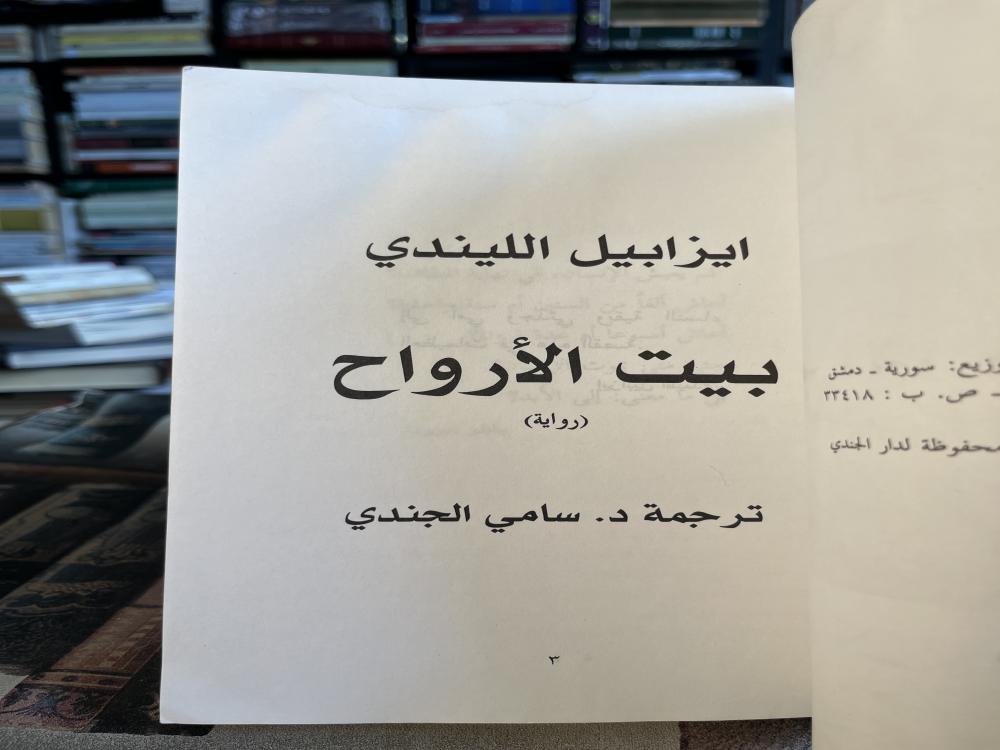 ايزابيل الليندي
بيت الأرواح
(رواية)
ترجمة د. سامي الجندي
٣
سورية - دمشق
ص. ب : ٣٣٤١٨
محفوظة لدار الجندي